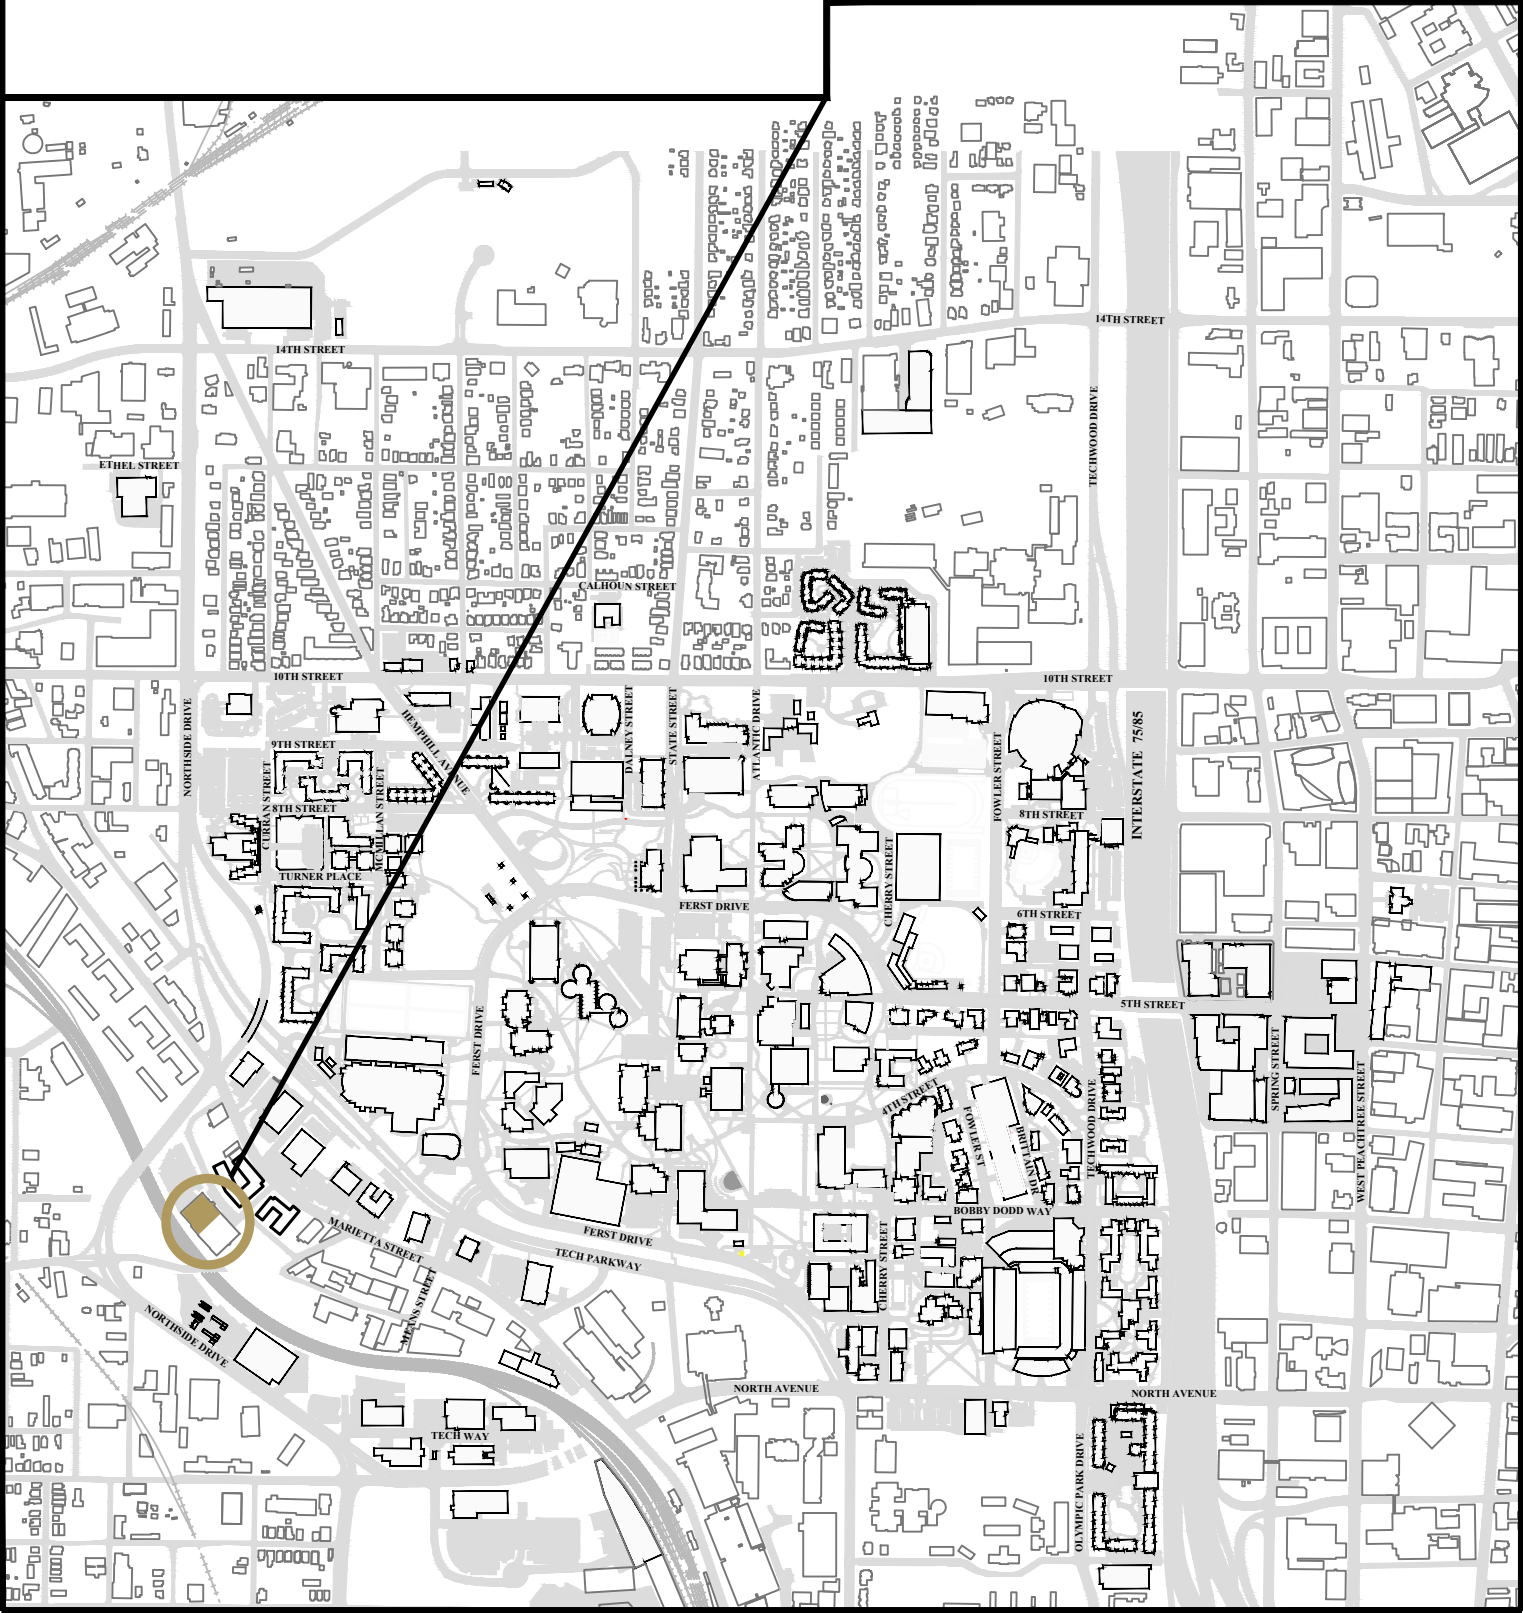 14TH STREET
14TH STREET
TECHWOOD DRIVE
ETHEL STREET
CALHOUN STREET
10TH STREET
10TH STREET
NORTHSIDE DRIVE
HEMPHILL AVENUE
DALNEY STREET
STATE STREET
ATLANTIC DRIVE
FOWLER STREET
INTERSTATE 75/85
9TH STREET
CURRAN STREET
MCMILLAN STREET
8TH STREET
8TH STREET
TURNER PLACE
CHERRY STREET
FERST DRIVE
6TH STREET
5TH STREET
FERST DRIVE
SPRING STREET
4TH STREET
FOWLER ST
BRITTAIN DR
TECHWOOD DRIVE
WEST PEACHTREE STREET
BOBBY DODD WAY
MARIETTA STREET
FERST DRIVE
TECH PARKWAY
CHERRY STREET
MEANS STREET
NORTHSIDE DRIVE
NORTH AVENUE
NORTH AVENUE
TECH WAY
OLYMPIC PARK DRIVE